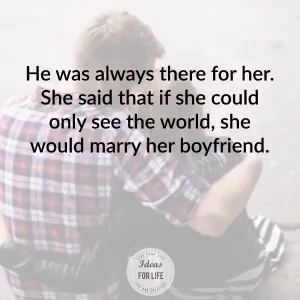 He was always there for her.
She said that if she could
only see the world, she
would marry her boyfriend.
Ideas
FOR LIFE